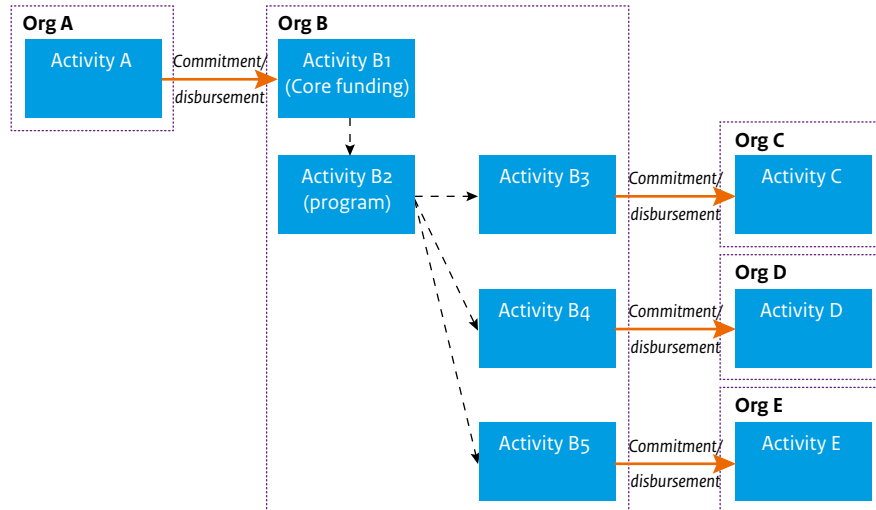 Org A
Activity A
Commitment/
disbursement
Org B
Activity B1
(Core funding)
Activity B2
(program)
Activity B3
Commitment/
disbursement
Org C
Activity C
Activity B4
Commitment/
disbursement
Org D
Activity D
Activity B5
Commitment/
disbursement
Org E
Activity E